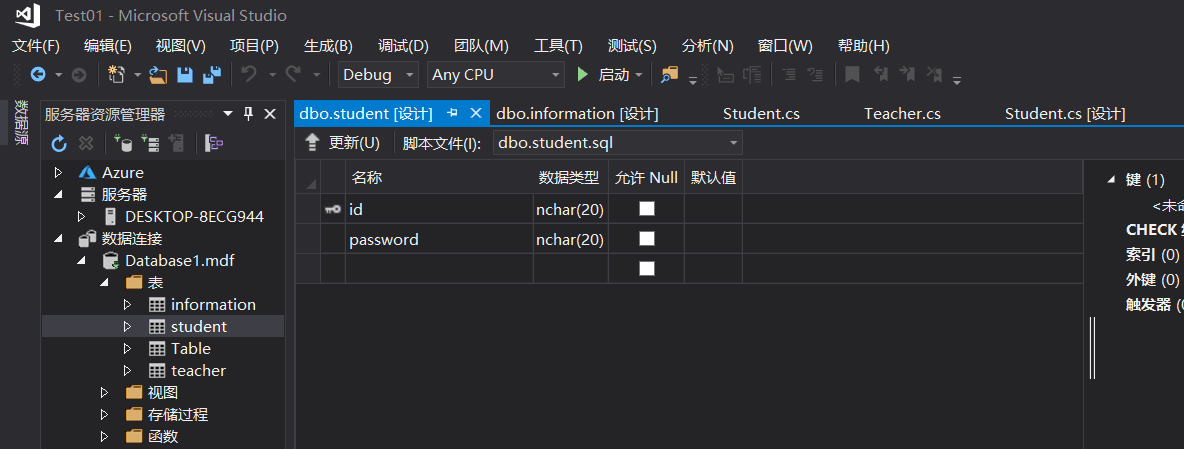 Test01 - Microsoft Visual Studio
文件(F) 编辑(E) 视图(V) 项目(P) 生成(B) 调试(D) 团队(M) 工具(T) 测试(S) 分析(N) 窗口(W) 帮助(H)
Debug Any CPU 启动
数据源
服务器资源管理器
Azure
服务器
DESKTOP-8ECG944
数据连接
Database1.mdf
表
information
student
Table
teacher
视图
存储过程
函数
dbo.student [设计] dbo.information [设计] Student.cs Teacher.cs Student.cs [设计]
更新(U) 脚本文件(I): dbo.student.sql
名称 数据类型 允许 Null 默认值
id nchar(20)
password nchar(20)
键 (1)
<未命
CHECK
索引 (0)
外键 (0)
触发器 (0